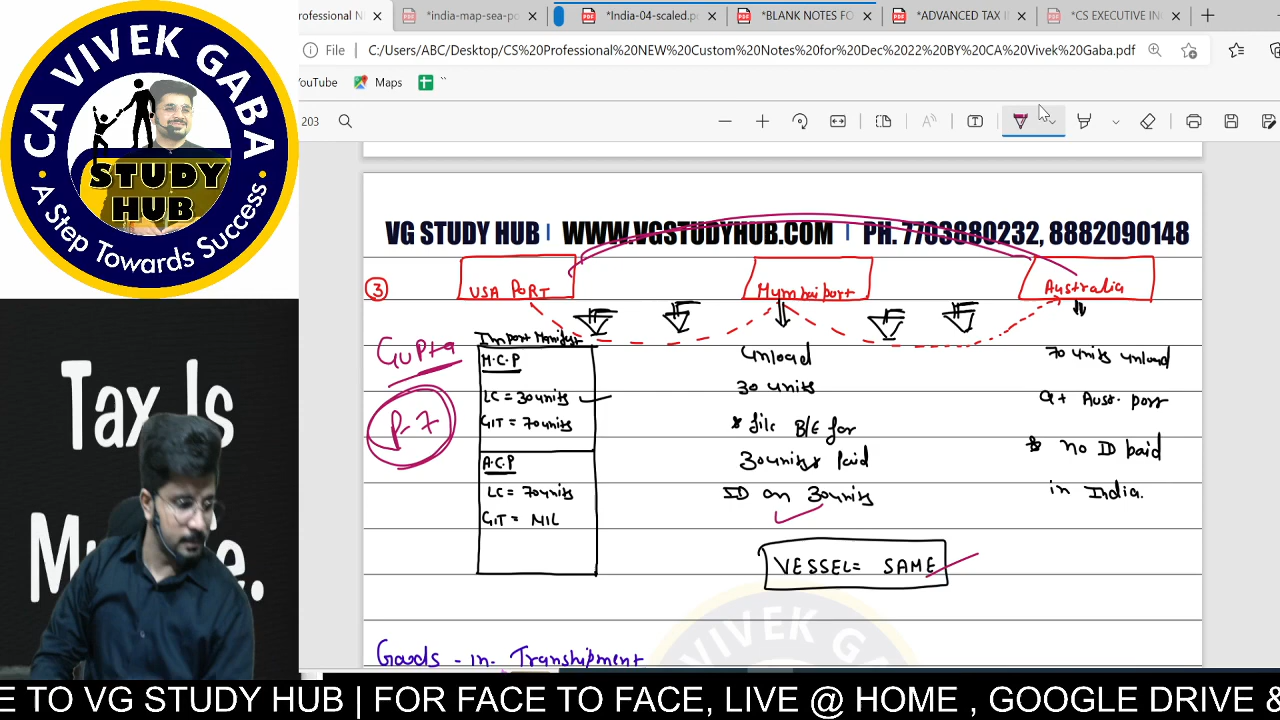 CA VIVEK GABA
STUDY
HUB
A Step Towards Success
Tax Is
rofessional N
*india-map-sea-po
*India-04-scaled.p
*BLANK NOTES FO
*ADVANCED TAX
*CS EXECUTIVE IN
File
C:/Users/ABC/Desktop/CS%20Professional%20NEW%20Custom%20Notes%20for%20Dec%2022%20BY%20CA%20Vivek%20Gaba.pdf
ouTube
Maps
203
VG STUDY HUB | WWW.VGSTUDYHUB.COM | PH. 7783880232, 8882090148
3
USA PORT
Mumbai port
Australia
Import Manifest
Gupta
M.C.P
LC = 30 units
GIT = 70 units
P-7
A.C.P
LC = 70 units
GIT = NIL
unload
30 units
* file B/E for
30 units paid
ID on 30 units
70 units unload
at Aust. port
* no ID paid
in India.
VESSEL = SAME
VIVEK
Goods - in - Transhipment
E TO VG STUDY HUB | FOR FACE TO FACE, LIVE @ HOME , GOOGLE DRIVE &